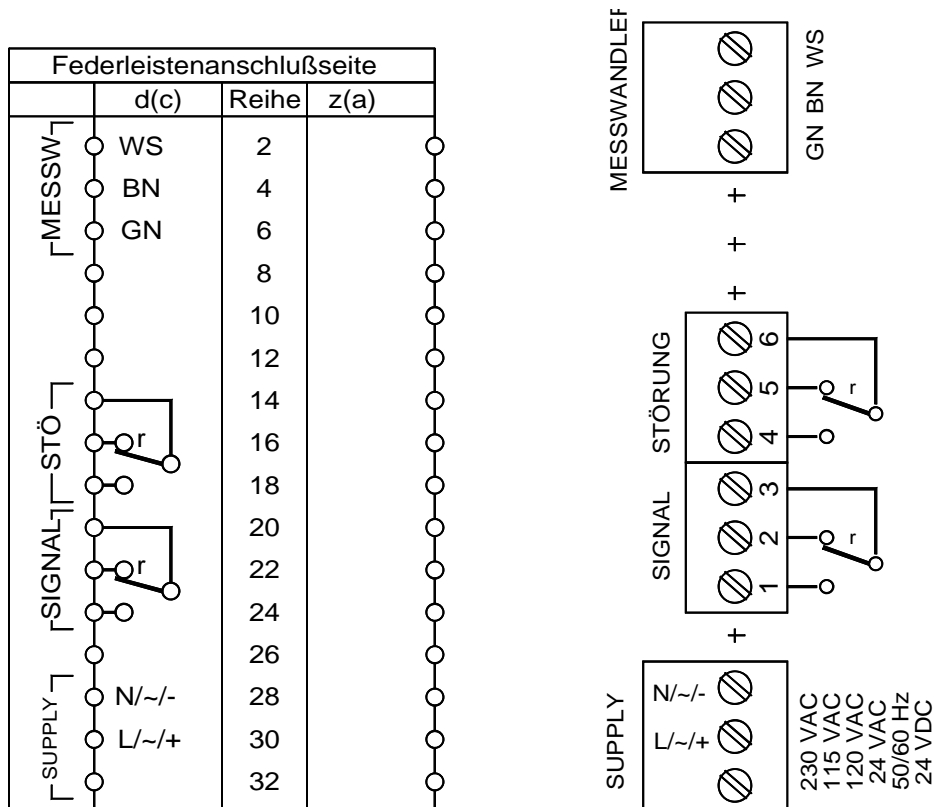 Federleistenanschlußseite
d(c) Reihe z(a)
MESSW
WS 2
BN 4
GN 6
8
10
12
STÖ
14
r 16
18
SIGNAL
20
r 22
24
26
SUPPLY
N/~/- 28
L/~/+ 30
32
MESSWANDLER
GN BN WS
STÖRUNG
6
5 r
4
SIGNAL
3
2 r
1
SUPPLY
N/~/-
L/~/+
230 VAC
115 VAC
120 VAC
24 VAC
50/60 Hz
24 VDC